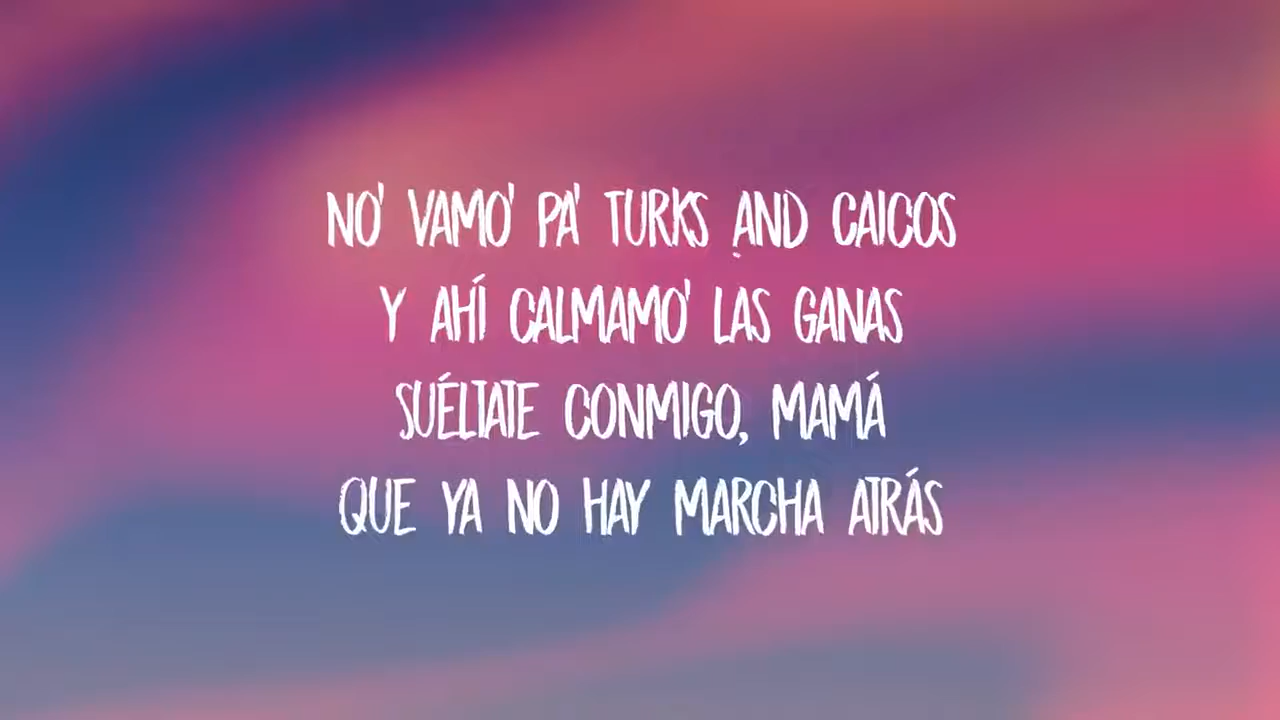 NO' VAMO' PA' TURKS AND CAICOS
Y AHÍ CALMAMO' LAS GANAS
SUÉLTATE CONMIGO, MAMÁ
QUE YA NO HAY MARCHA ATRÁS